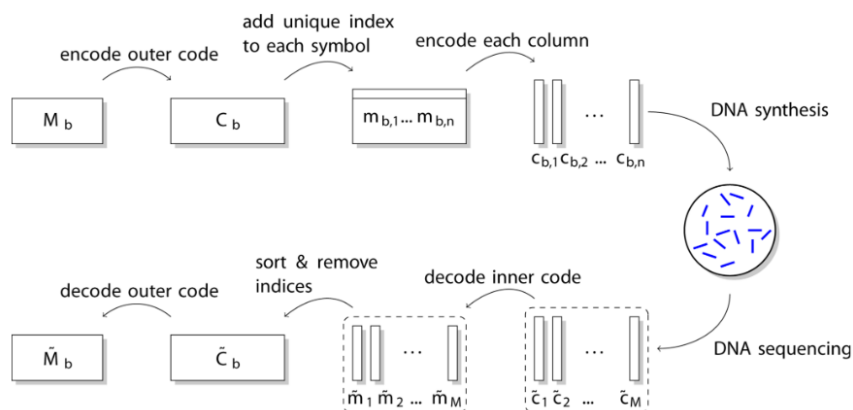 add unique index
to each symbol
encode outer code
encode each column
M b
C b
m b,1... m b,n
...
DNA synthesis
c b,1 c b,2 ... c b,n
sort & remove
indices
decode outer code
decode inner code
M̃ b
C̃ b
...
...
DNA sequencing
m̃ 1 m̃ 2 ... m̃ M
c̃ 1 c̃ 2 ... c̃ M